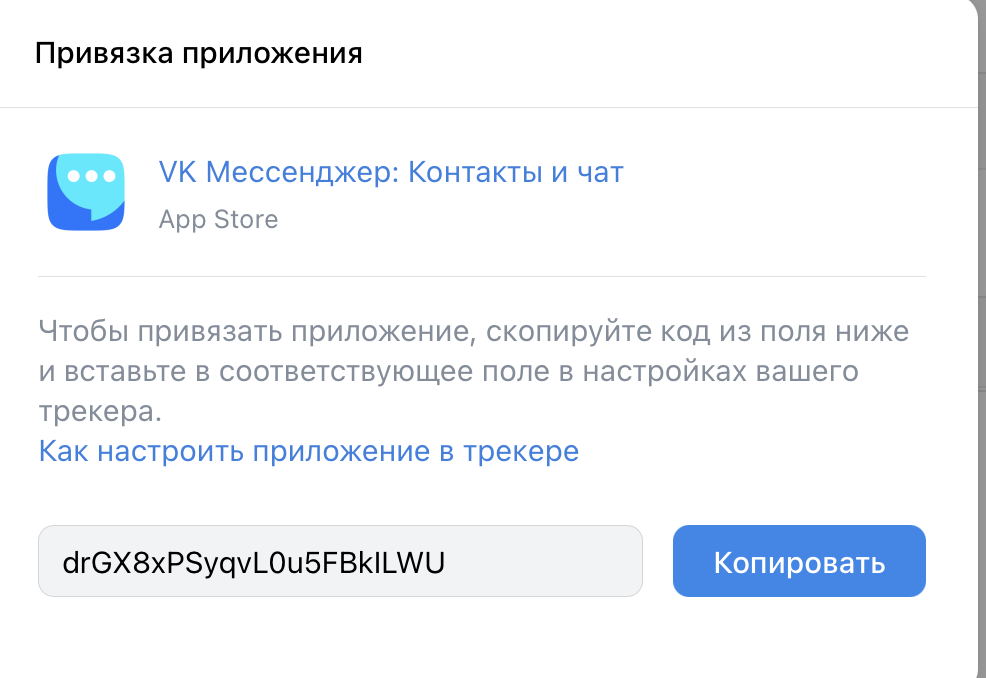 Привязка приложения
VK Мессенджер: Контакты и чат
App Store
Чтобы привязать приложение, скопируйте код из поля ниже
и вставьте в соответствующее поле в настройках вашего
трекера.
Как настроить приложение в трекере
drGX8xPSyqvL0u5FBkILWU
Копировать